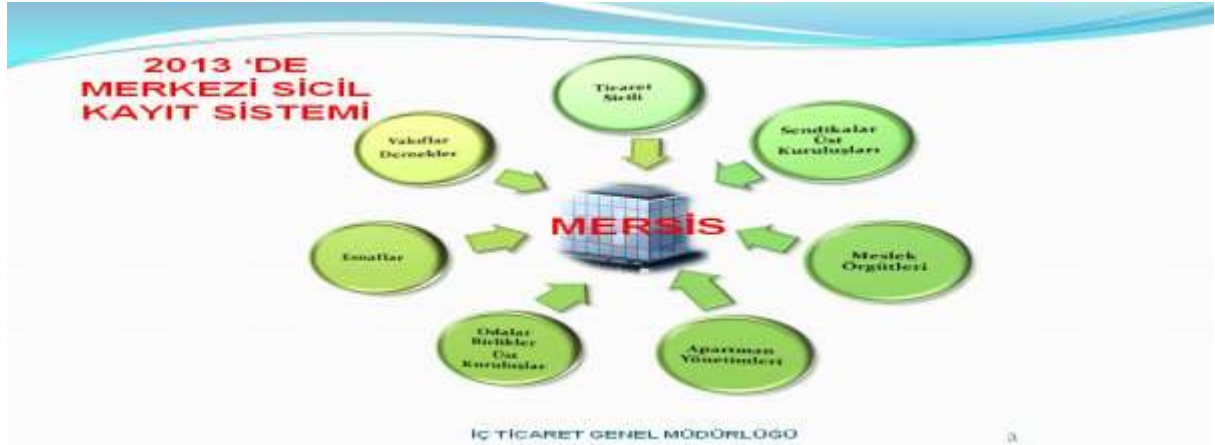 2013 ‘DE
MERKEZİ SİCİL
KAYIT SİSTEMİ
Ticaret
Sicili
Sendikalar
Üst
Kuruluşları
Meslek
Örgütleri
Apartman
Yönetimleri
Odalar
Birlikler
Üst
Kuruluşlar
Esnaflar
Vakıflar
Dernekler
MERSİS
İÇ TİCARET GENEL MÜDÜRLÜĞÜ